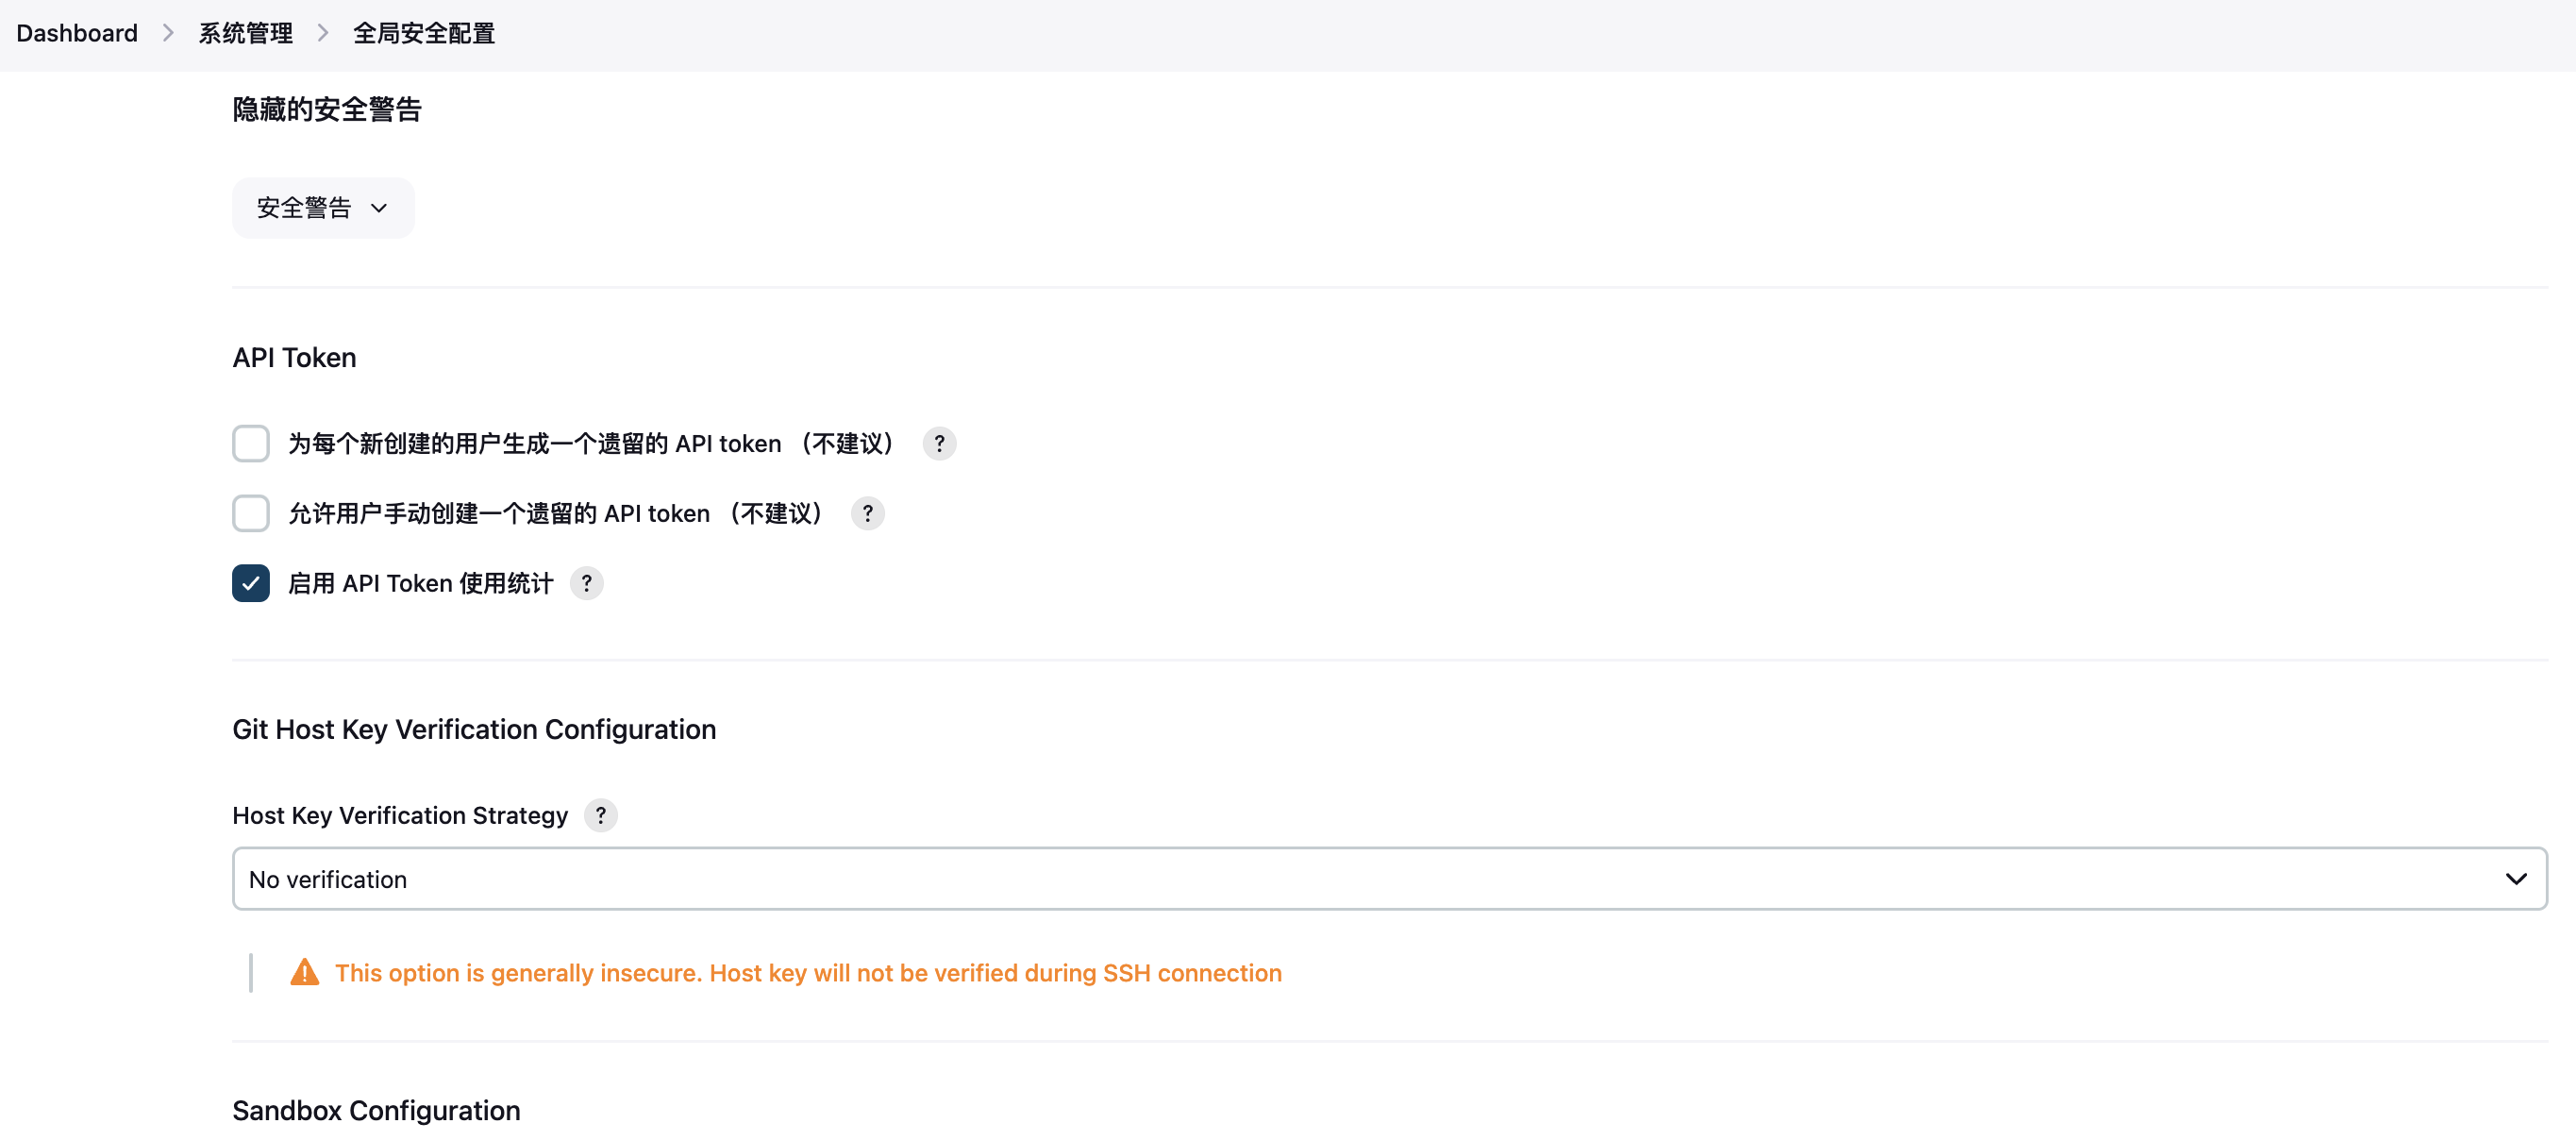 Dashboard > 系统管理 > 全局安全配置
隐藏的安全警告
安全警告
API Token
为每个新创建的用户生成一个遗留的 API token （不建议） ?
允许用户手动创建一个遗留的 API token （不建议） ?
启用 API Token 使用统计 ?
Git Host Key Verification Configuration
Host Key Verification Strategy ?
No verification
This option is generally insecure. Host key will not be verified during SSH connection
Sandbox Configuration